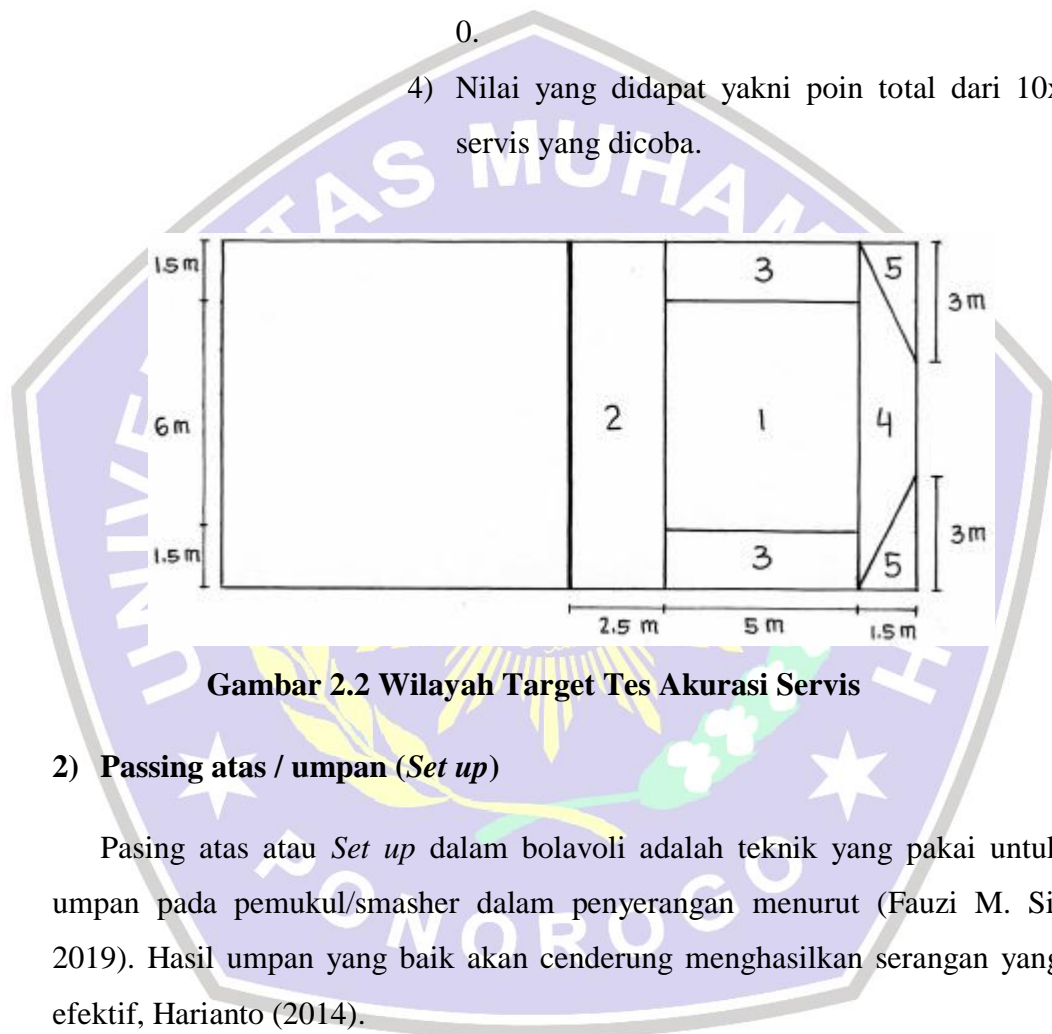 0.
4) Nilai yang didapat yakni poin total dari 10x
servis yang dicoba.
UNIVE
TAS MUHAM
H
1.5 m
6 m
1.5 m
2
3
1
3
5
4
5
3 m
3 m
2.5 m
5 m
1.5 m
Gambar 2.2 Wilayah Target Tes Akurasi Servis
2) Passing atas / umpan (Set up)
Pasing atas atau Set up dalam bolavoli adalah teknik yang pakai untuk
umpan pada pemukul/smasher dalam penyerangan menurut (Fauzi M. Si
2019). Hasil umpan yang baik akan cenderung menghasilkan serangan yang
efektif, Harianto (2014).
PONOROGO